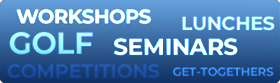 WORKSHOPS
LUNCHES
GOLF SEMINARS
COMPETITIONS GET-TOGETHERS